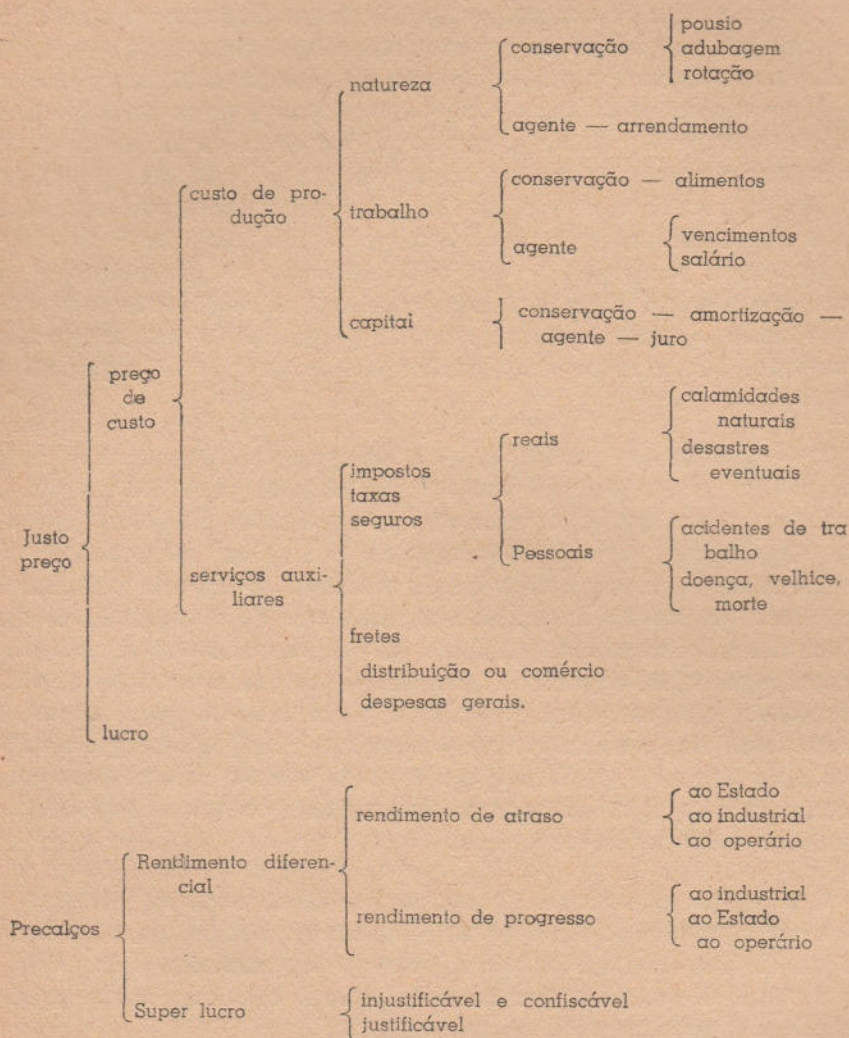 pousio
conservação adubagem
rotação
natureza
agente — arrendamento
custo de pro-
dução
conservação — alimentos
trabalho
agente vencimentos
salário
capital conservação — amortização —
agente — juro
preço
de
custo
calamidades
naturais
reais
desastres
eventuais
impostos
taxas
seguros
Justo
preço
Pessoais
acidentes de tra
balho
doença, velhice,
morte
serviços auxi-
liares
fretes
distribuição ou comércio
despesas gerais.
lucro
rendimento de atraso
ao Estado
ao industrial
ao operário
Rendimento diferen-
cial
rendimento de progresso
ao industrial
ao Estado
ao operário
Precalços
Super lucro
injustificável e confiscável
justificável